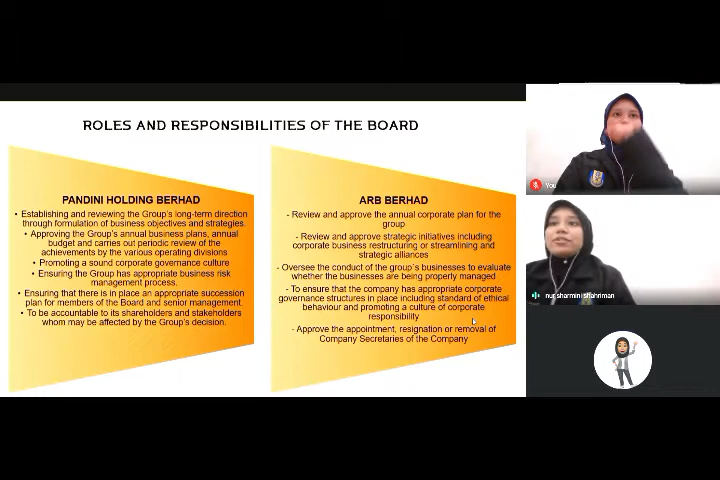 ROLES AND RESPONSIBILITIES OF THE BOARD
PANDINI HOLDING BERHAD
• Establishing and reviewing the Group's long-term direction
through formulation of business objectives and strategies.
• Approving the Group's annual business plans, annual
budget and carries out periodic review of the
achievements by the various operating divisions
• Promoting a sound corporate governance culture
• Ensuring the Group has appropriate business risk
management process.
• Ensuring that there is in place an appropriate succession
plan for members of the Board and senior management.
• To be accountable to its shareholders and stakeholders
whom may be affected by the Group's decision.
ARB BERHAD
- Review and approve the annual corporate plan for the
group
- Review and approve strategic initiatives including
corporate business restructuring or streamlining and
strategic alliances
- Oversee the conduct of the group's businesses to evaluate
whether the businesses are being properly managed
- To ensure that the company has appropriate corporate
governance structures in place including standard of ethical
behaviour and promoting a culture of corporate
responsibility
- Approve the appointment, resignation or removal of
Company Secretaries of the Company
You
nur sharmini